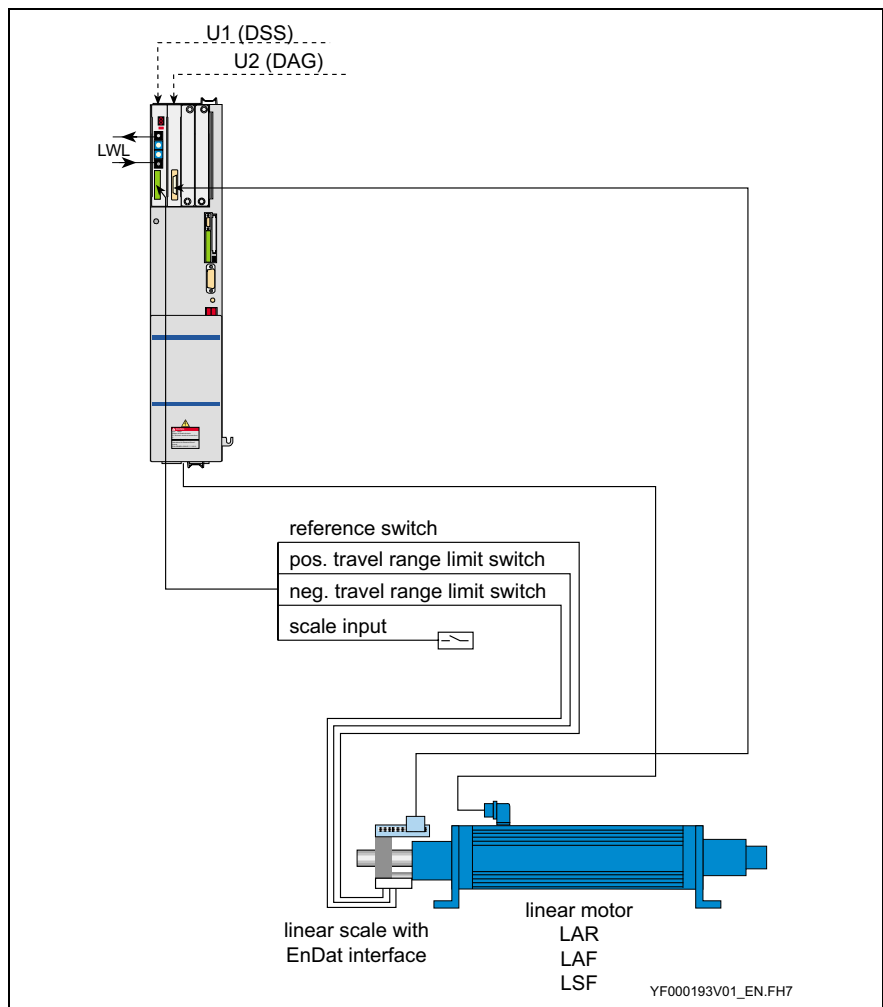 U1 (DSS)
U2 (DAG)
LWL
reference switch
pos. travel range limit switch
neg. travel range limit switch
scale input
linear scale with
EnDat interface
linear motor
LAR
LAF
LSF
YF000193V01_EN.FH7